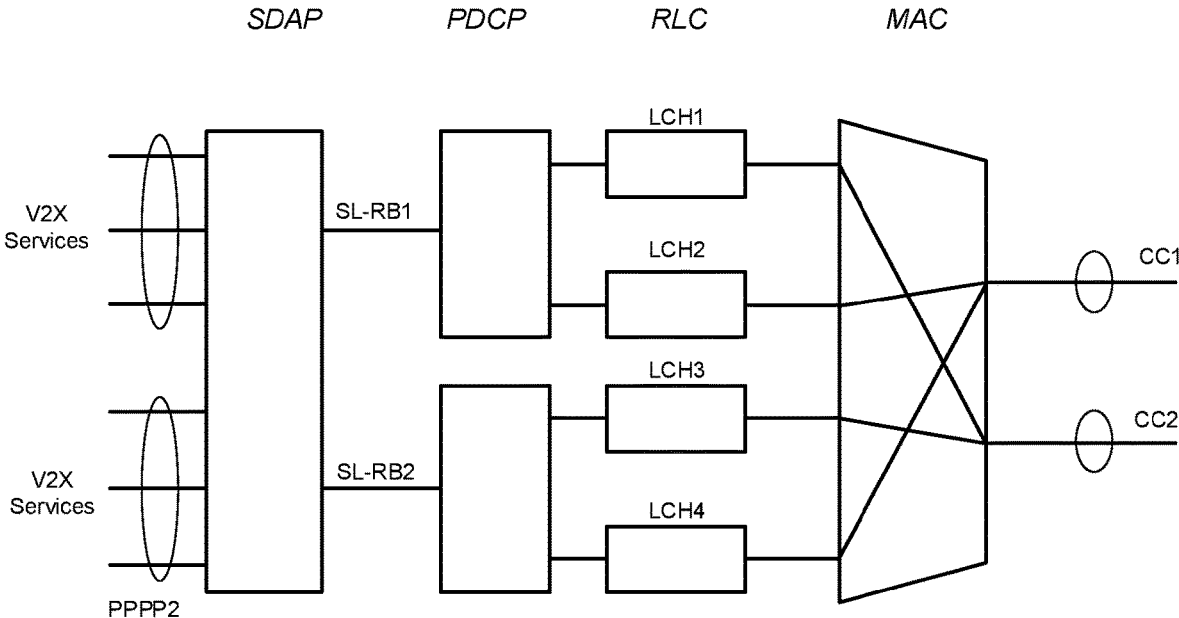 SDAP PDCP RLC MAC
LCH1
V2X
Services
SL-RB1
LCH2
CC1
LCH3
CC2
V2X
Services
SL-RB2
LCH4
PPPP2